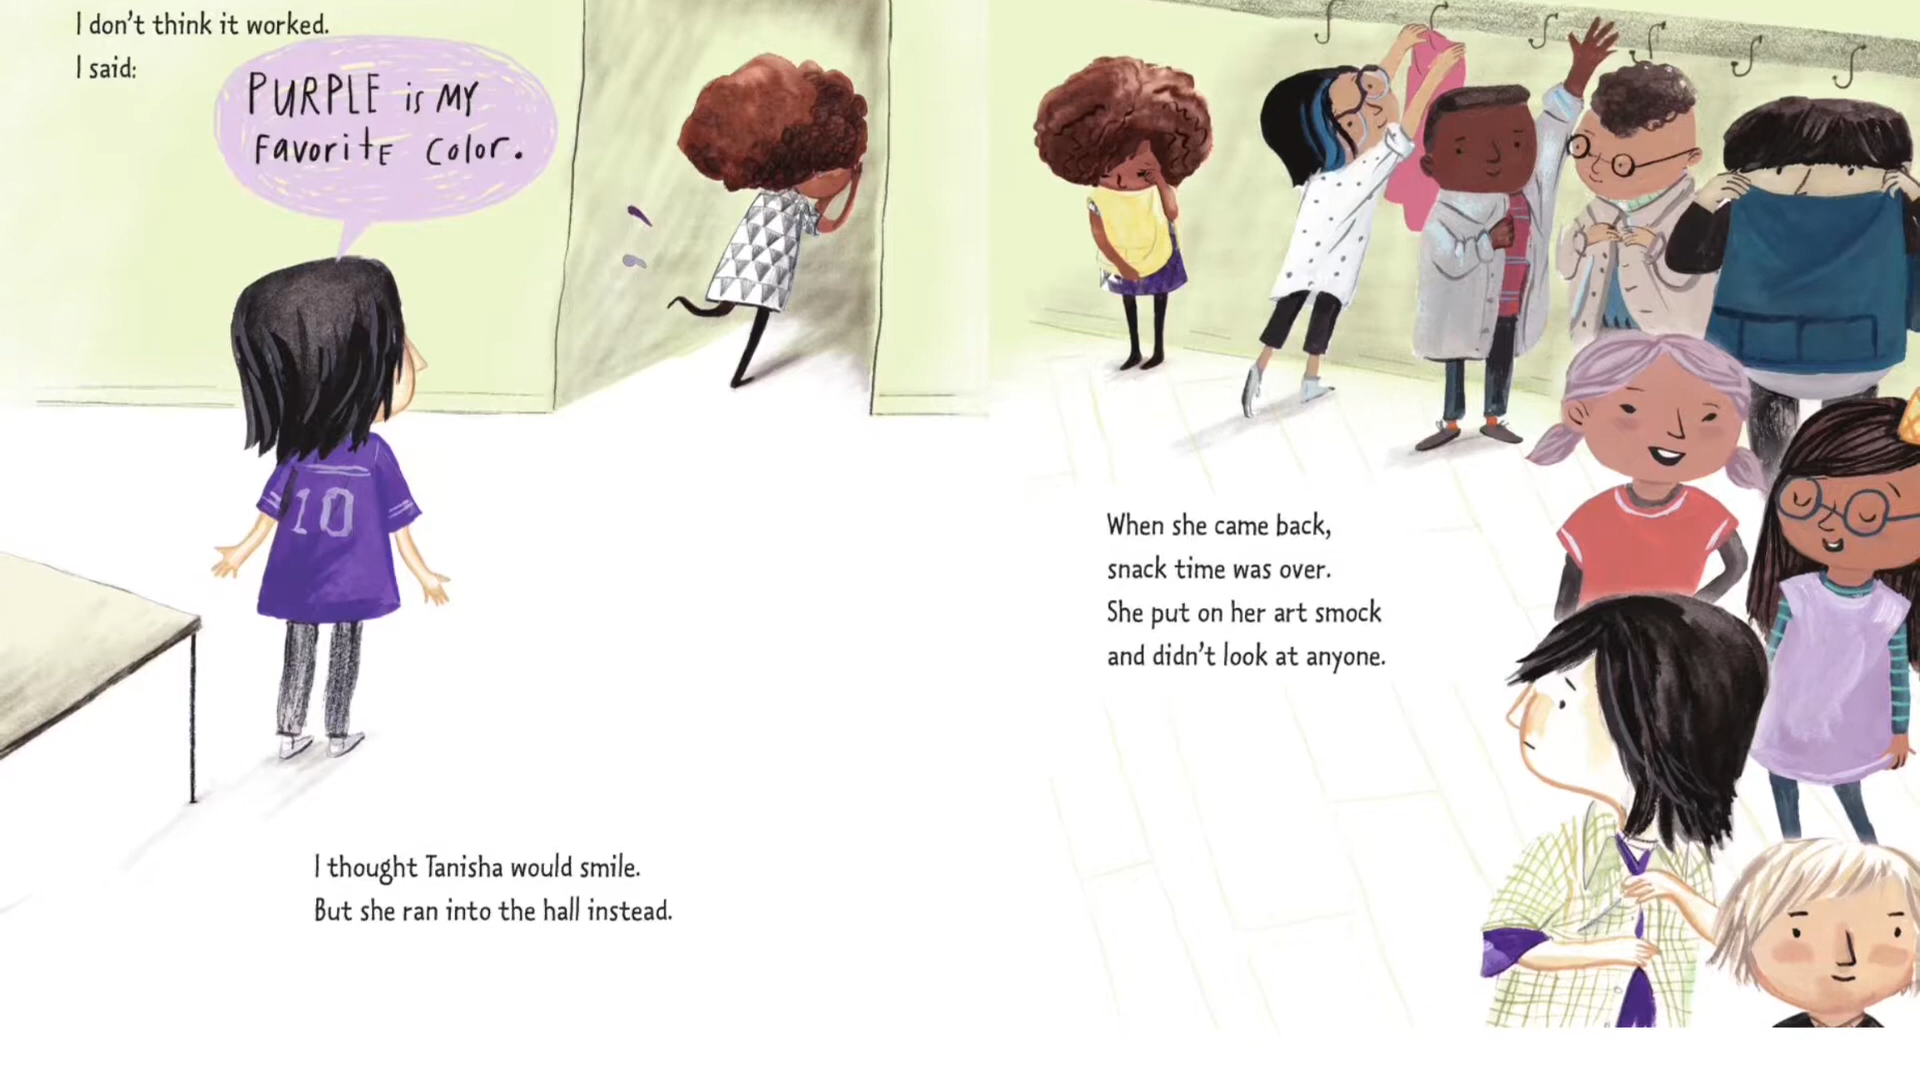 I don't think it worked.
I said:
PURPLE is MY
favoritE color.
10
I thought Tanisha would smile.
But she ran into the hall instead.
When she came back,
snack time was over.
She put on her art smock
and didn't look at anyone.